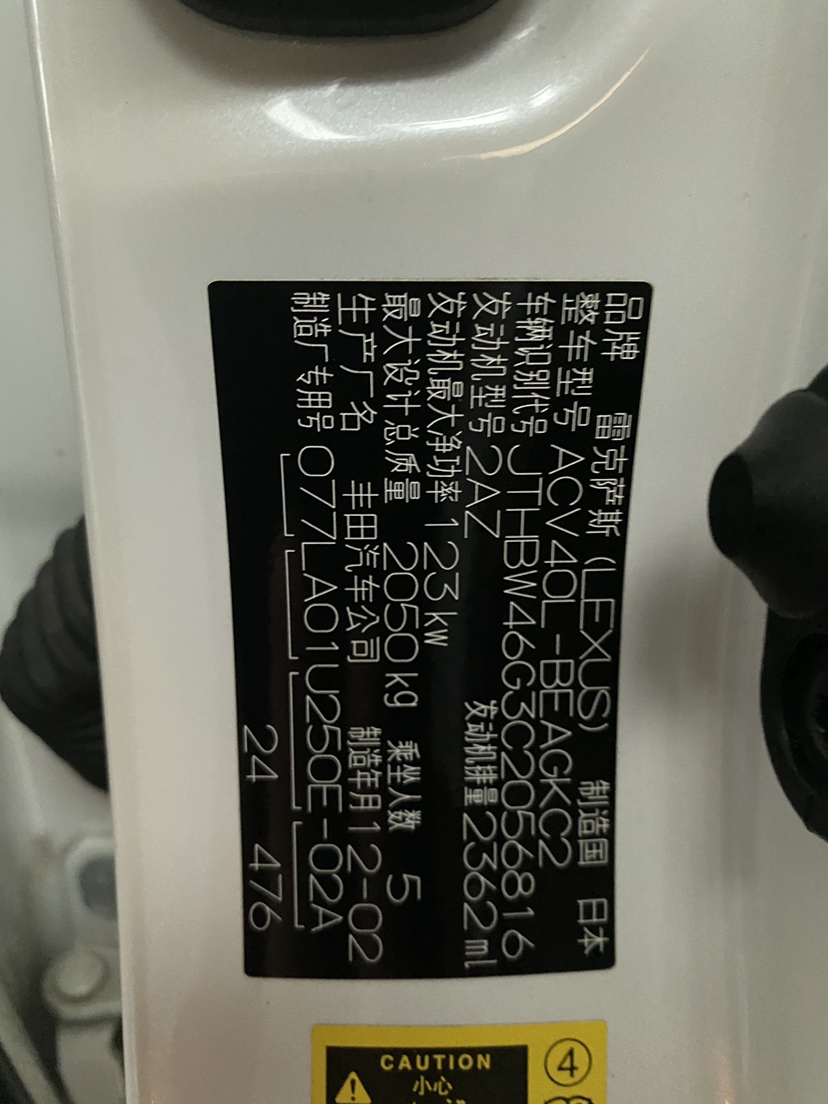 品牌 雷克萨斯 (LEXUS) 制造国 日本
整车型号 ACV40L-BEAGKC2
车辆识别代号 JTHBW46G3C2056816
发动机型号 2AZ 发动机排量 2362ml
发动机最大净功率 123kw
最大设计总质量 2050kg 乘坐人数 5
生产厂名 丰田汽车公司 制造年月 12-02
制造厂专用号 077LA01U250E-02A
24 476
CAUTION
小心
4